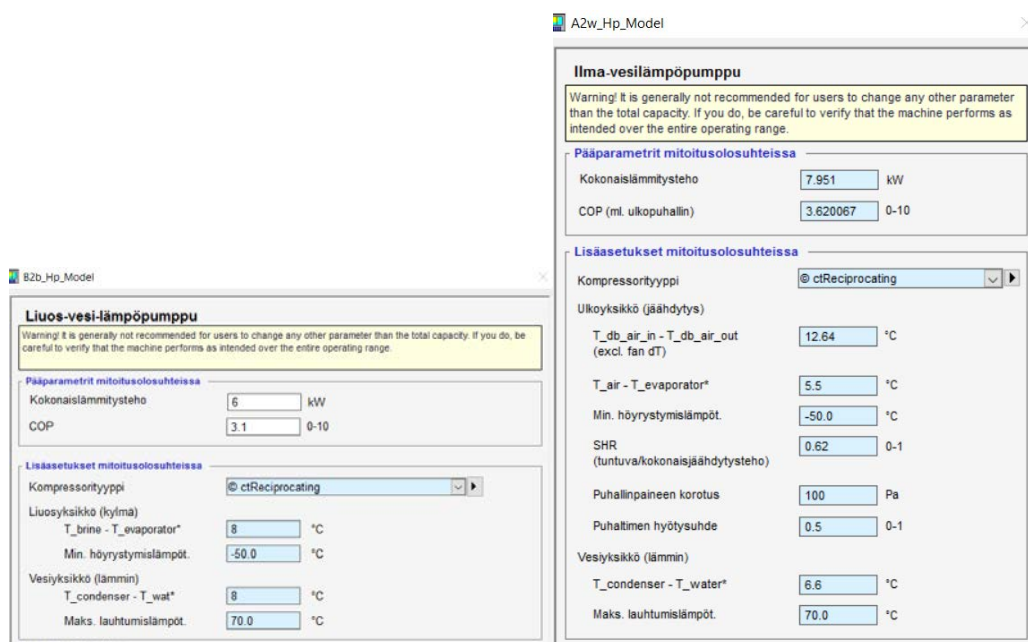 B2b_Hp_Model
Liuos-vesi-lämpöpumppu
Warning! It is generally not recommended for users to change any other parameter than the total capacity. If you do, be
careful to verify that the machine performs as intended over the entire operating range.
Pääparametrit mitoitusolosuhteissa
Kokonaislämmitysteho 6 kW
COP 3.1 0-10
Lisäasetukset mitoitusolosuhteissa
Kompressorityyppi © ctReciprocating
Liuosyksikkö (kylmä)
T_brine - T_evaporator* 8 °C
Min. höyrystymislämpöt. -50.0 °C
Vesiyksikkö (lämmin)
T_condenser - T_wat* 8 °C
Maks. lauhtumislämpöt. 70.0 °C
A2w_Hp_Model
Ilma-vesilämpöpumppu
Warning! It is generally not recommended for users to change any other parameter
than the total capacity. If you do, be careful to verify that the machine performs as
intended over the entire operating range.
Pääparametrit mitoitusolosuhteissa
Kokonaislämmitysteho 7.951 kW
COP (ml. ulkopuhallin) 3.620067 0-10
Lisäasetukset mitoitusolosuhteissa
Kompressorityyppi © ctReciprocating
Ulkoyksikkö (jäähdytys)
T_db_air_in - T_db_air_out 12.64 °C
(excl. fan dT)
T_air - T_evaporator* 5.5 °C
Min. höyrystymislämpöt. -50.0 °C
SHR 0.62 0-1
(tuntuva/kokonaisjäähdytysteho)
Puhallinpaineen korotus 100 Pa
Puhaltimen hyötysuhde 0.5 0-1
Vesiyksikkö (lämmin)
T_condenser - T_water* 6.6 °C
Maks. lauhtumislämpöt. 70.0 °C